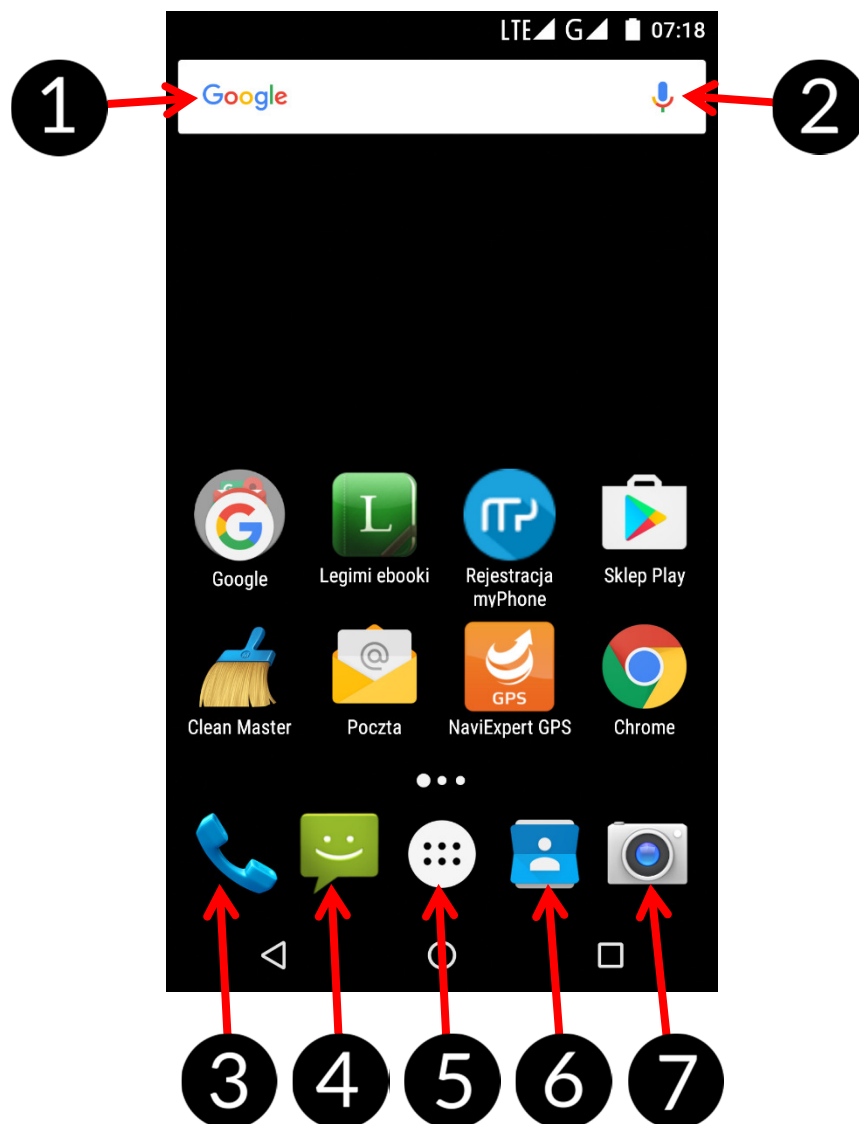 LTE G 07:18
1 Google 2
G L mp
Google Legimi ebooki Rejestracja Sklep Play
myPhone
@ GPS
Clean Master Poczta NaviExpert GPS Chrome
3 4 5 6 7